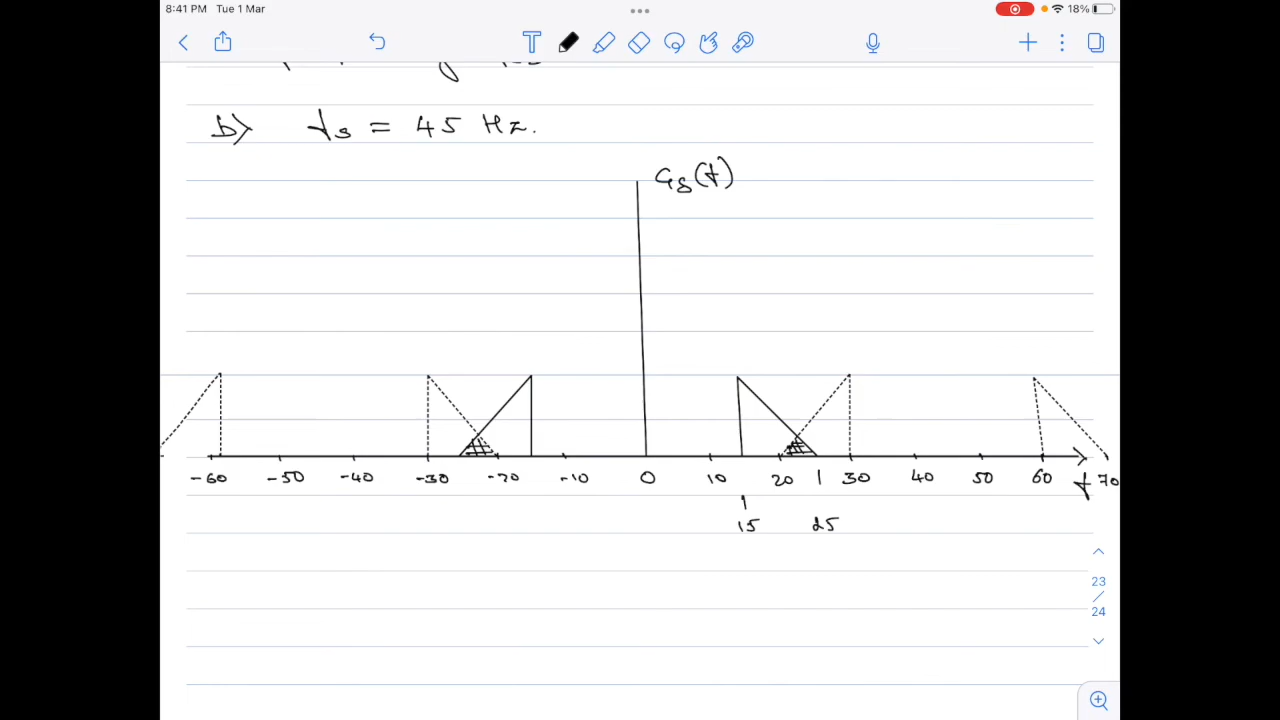 8:41 PM Tue 1 Mar
18%
T
b) fs = 45 Hz.
Gδ(f)
-60 -50 -40 -30 -20 -10 0 10 20 30 40 50 60 f 70
15 25
23
24